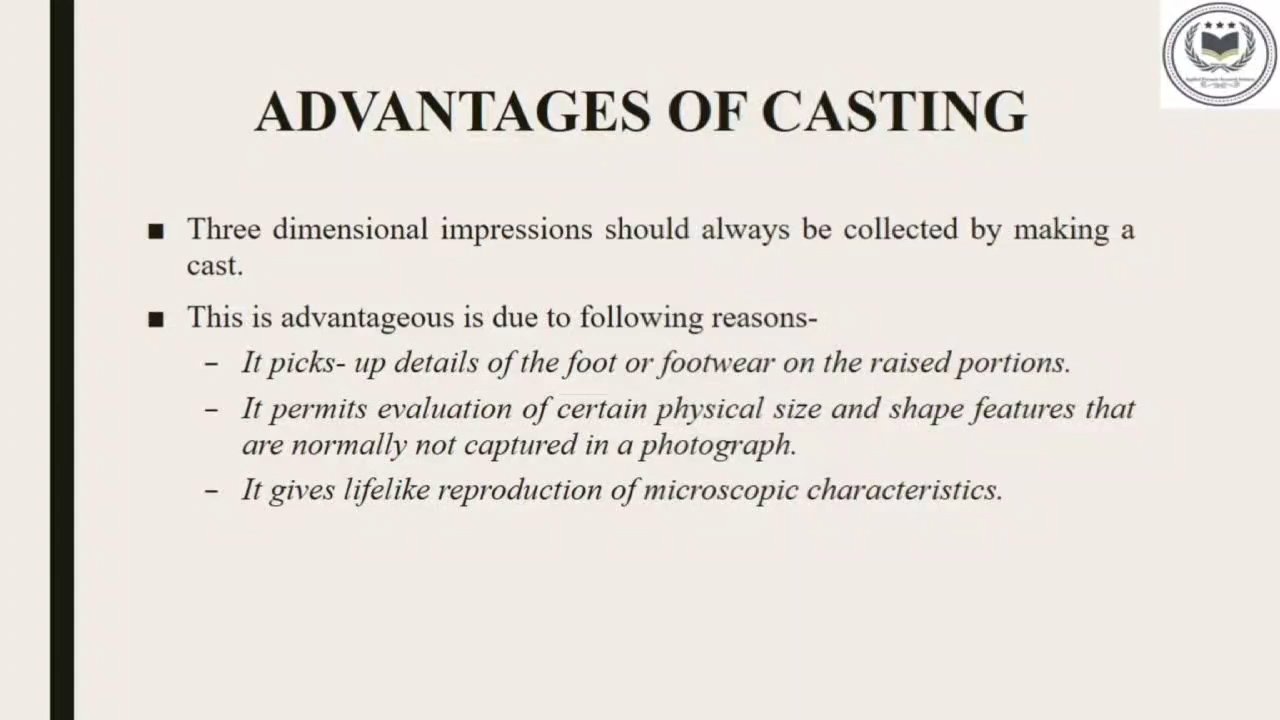 ADVANTAGES OF CASTING
■ Three dimensional impressions should always be collected by making a
cast.
■ This is advantageous is due to following reasons-
– It picks- up details of the foot or footwear on the raised portions.
– It permits evaluation of certain physical size and shape features that
are normally not captured in a photograph.
– It gives lifelike reproduction of microscopic characteristics.